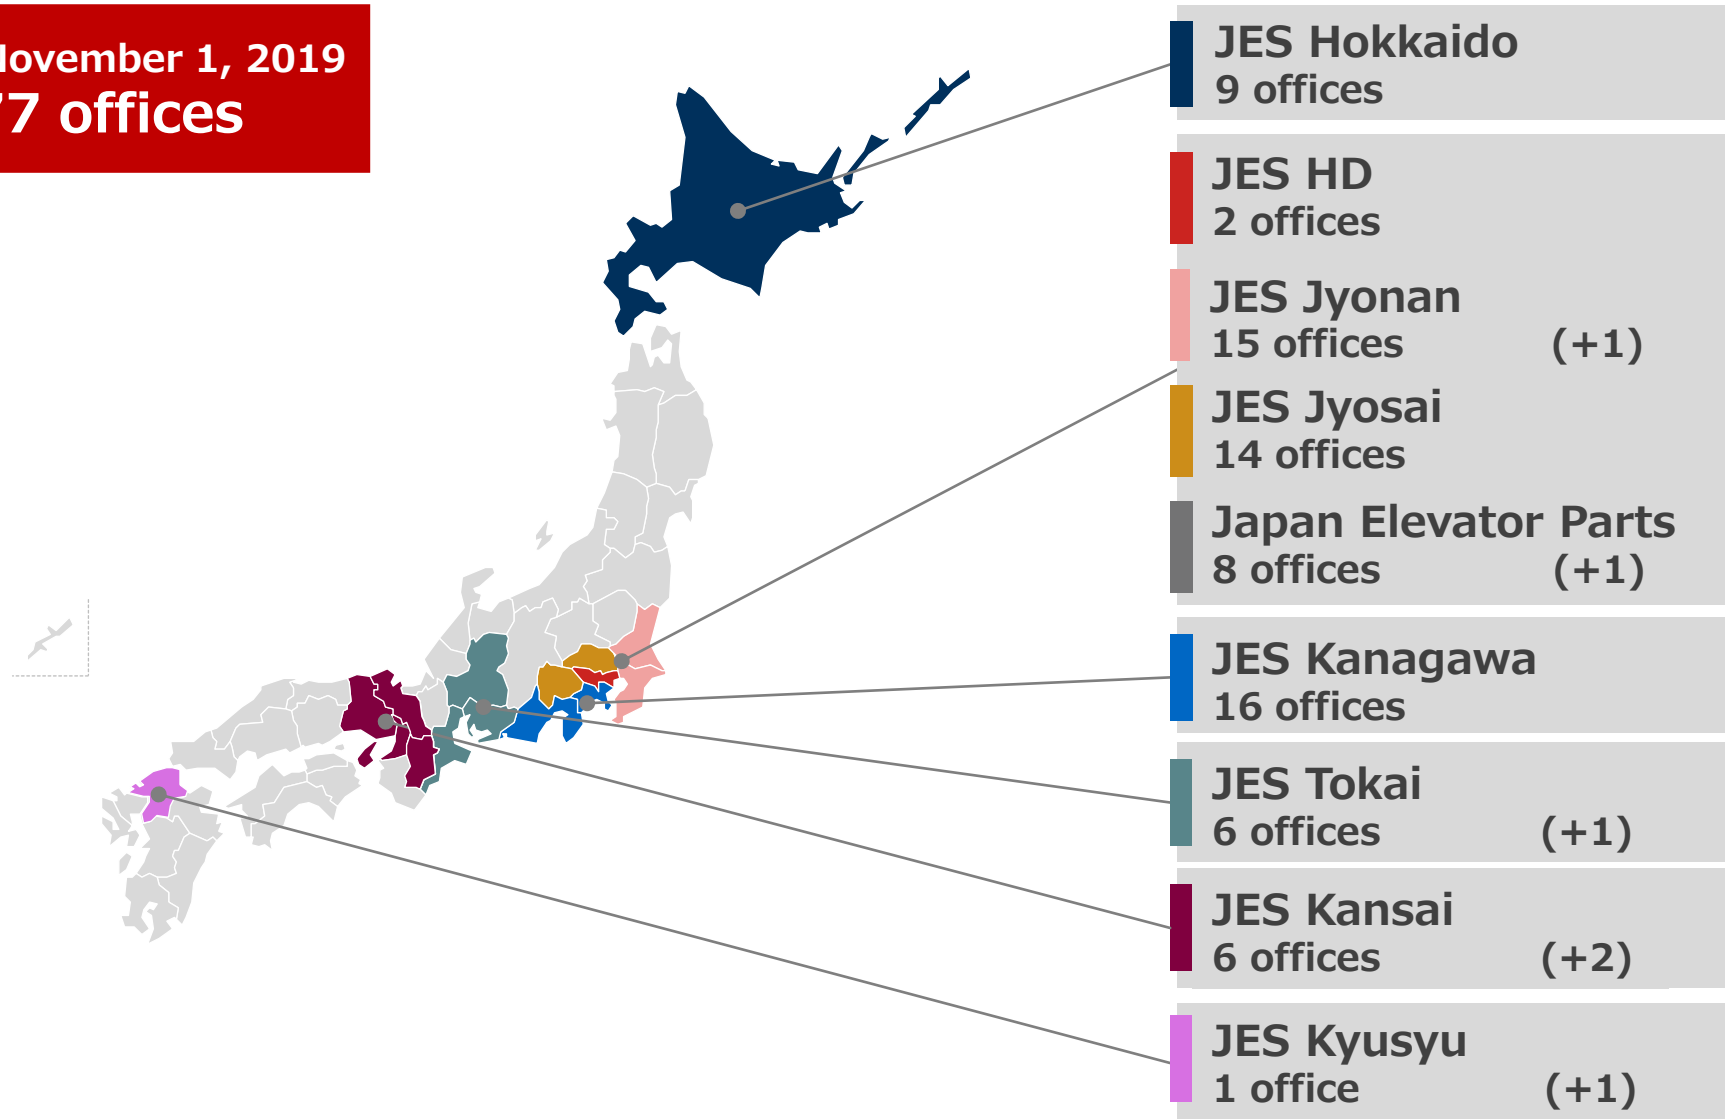 November 1, 2019
77 offices
JES Hokkaido
9 offices
JES HD
2 offices
JES Jyonan
15 offices (+1)
JES Jyosai
14 offices
Japan Elevator Parts
8 offices (+1)
JES Kanagawa
16 offices
JES Tokai
6 offices (+1)
JES Kansai
6 offices (+2)
JES Kyusyu
1 office (+1)